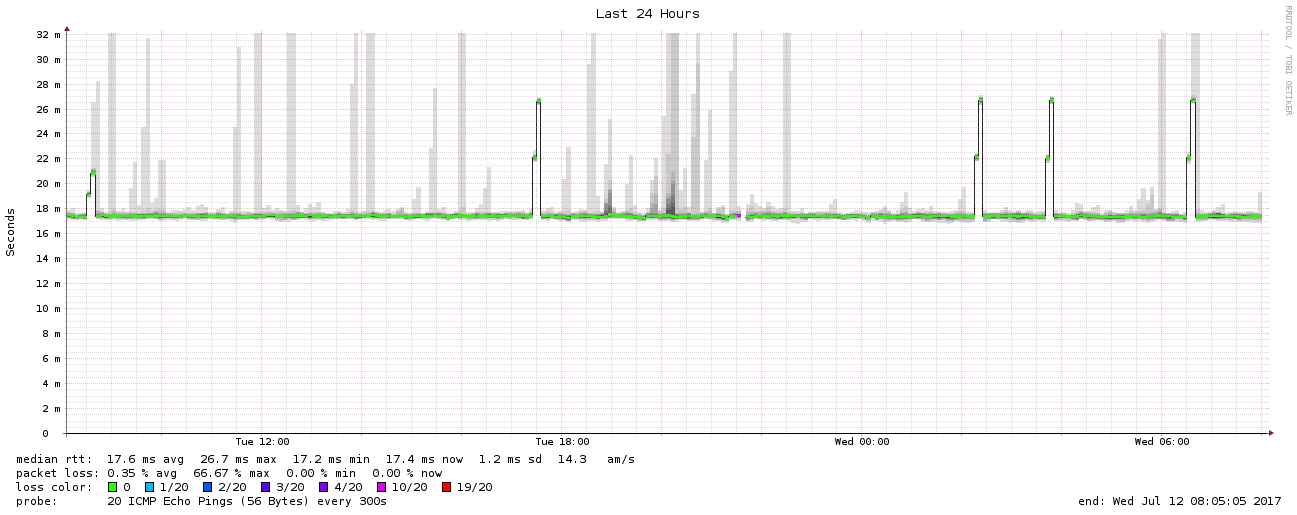 Last 24 Hours
RRDTOOL / TOBI OETIKER
Seconds
32 m
30 m
28 m
26 m
24 m
22 m
20 m
18 m
16 m
14 m
12 m
10 m
8 m
6 m
4 m
2 m
0
Tue 12:00 Tue 18:00 Wed 00:00 Wed 06:00
median rtt: 17.6 ms avg 26.7 ms max 17.2 ms min 17.4 ms now 1.2 ms sd 14.3 am/s
packet loss: 0.35 % avg 66.67 % max 0.00 % min 0.00 % now
loss color: 0 1/20 2/20 3/20 4/20 10/20 19/20
probe: 20 ICMP Echo Pings (56 Bytes) every 300s end: Wed Jul 12 08:05:05 2017